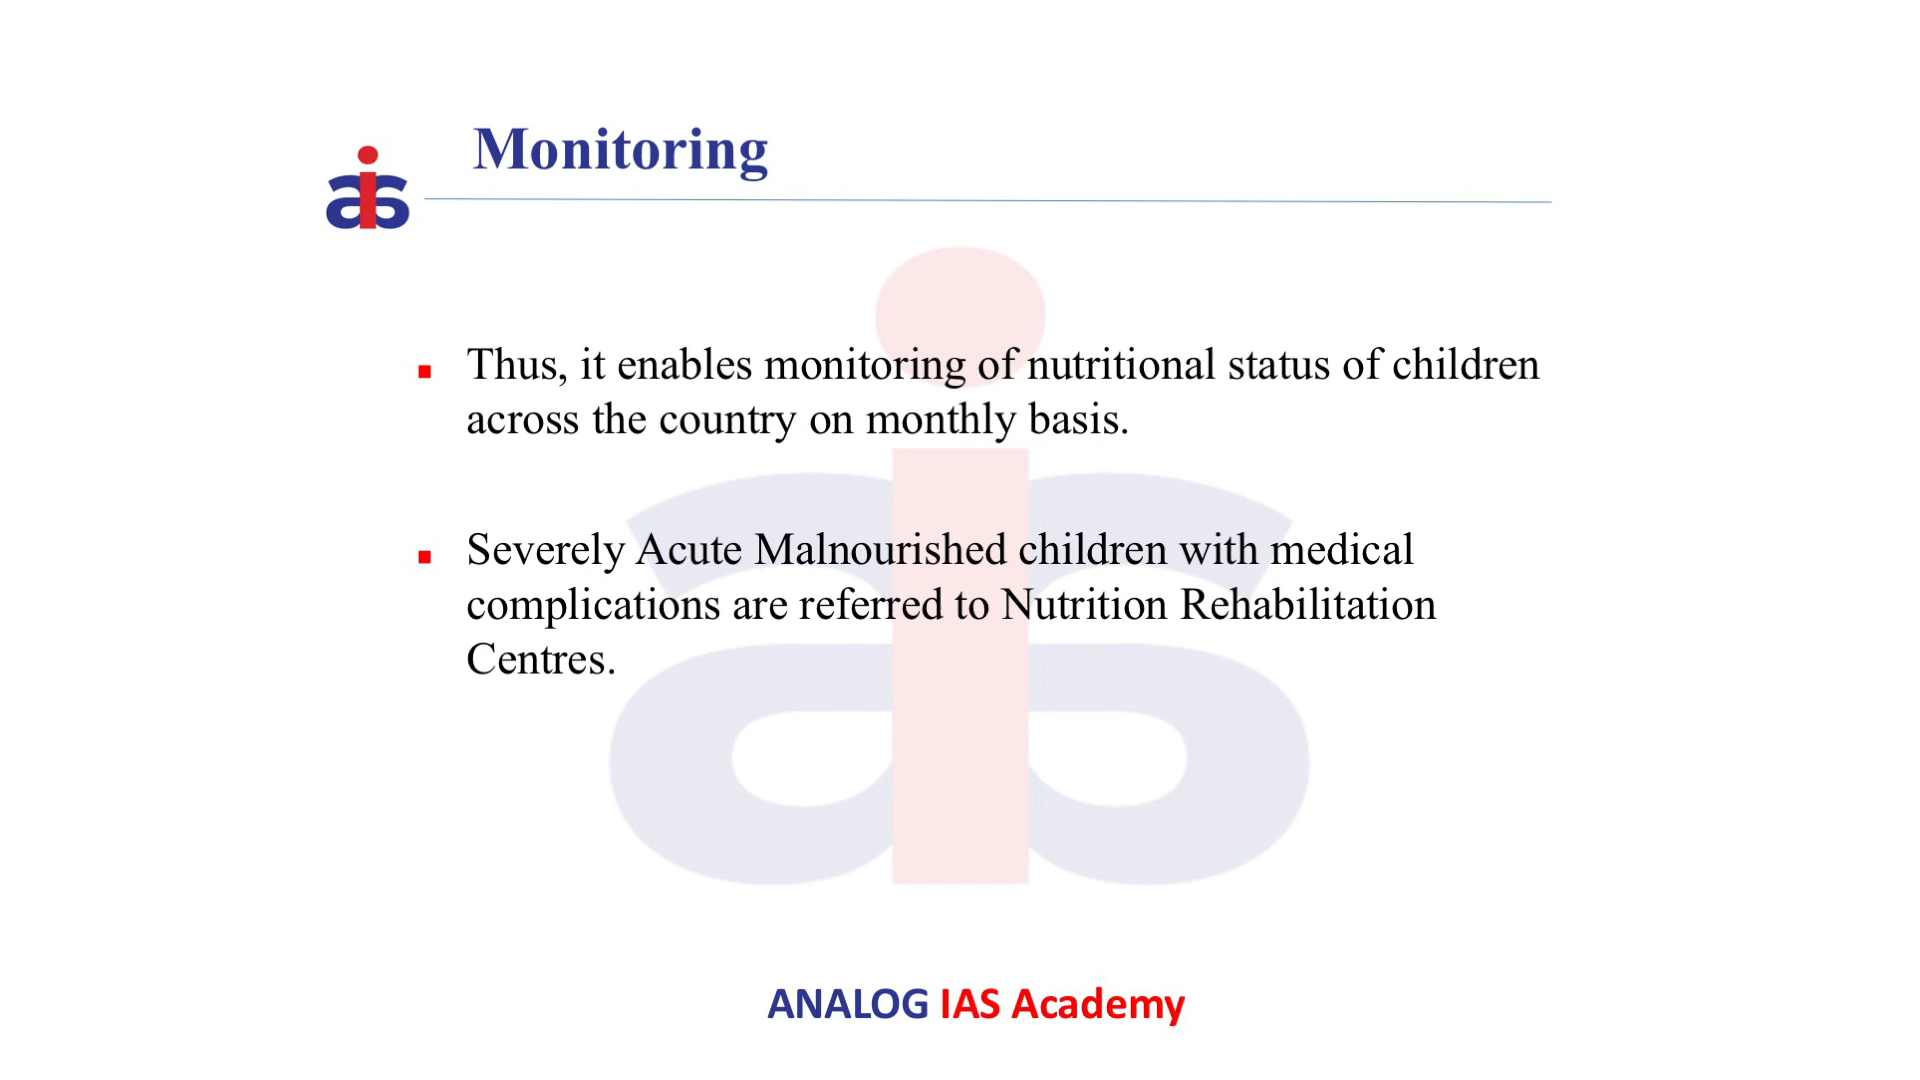 Monitoring
Thus, it enables monitoring of nutritional status of children
across the country on monthly basis.
Severely Acute Malnourished children with medical
complications are referred to Nutrition Rehabilitation
Centres.
ANALOG IAS Academy